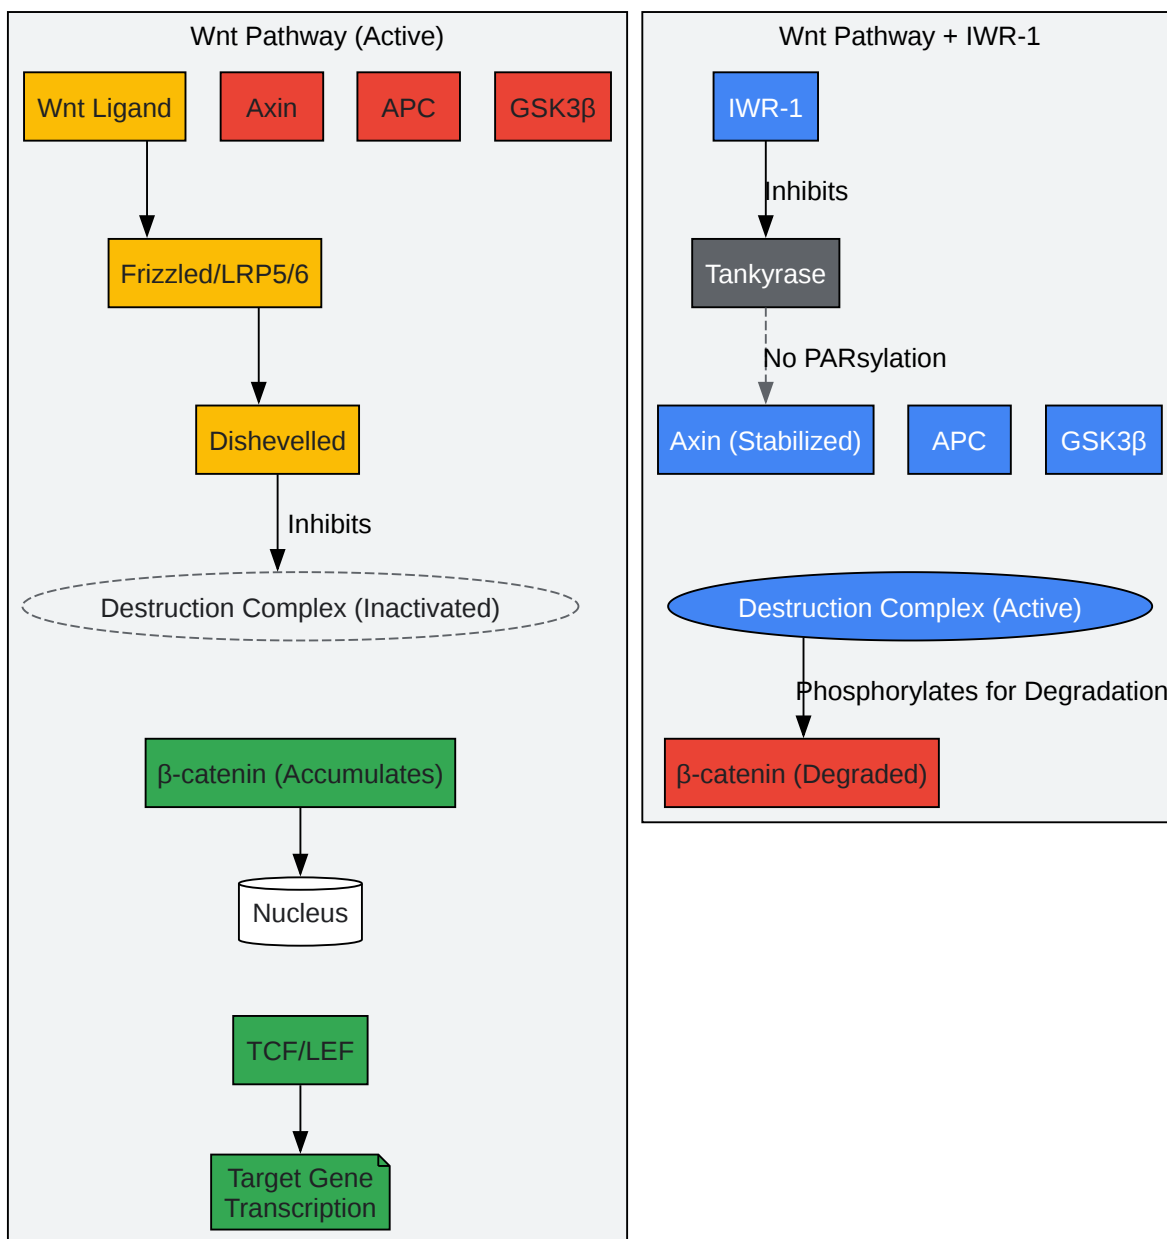 Wnt Pathway (Active)
Wnt Ligand
Axin
APC
GSK3β
Frizzled/LRP5/6
Dishevelled
Inhibits
Destruction Complex (Inactivated)
β-catenin (Accumulates)
Nucleus
TCF/LEF
Target Gene
Transcription
Wnt Pathway + IWR-1
IWR-1
Inhibits
Tankyrase
No PARsylation
Axin (Stabilized)
APC
GSK3β
Destruction Complex (Active)
Phosphorylates for Degradation
β-catenin (Degraded)